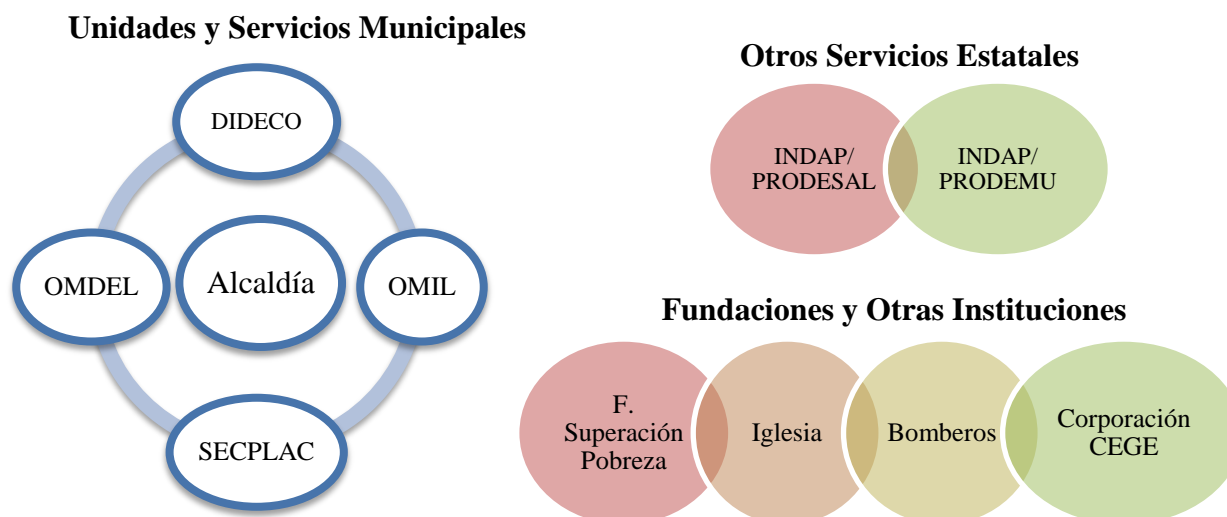 Unidades y Servicios Municipales
DIDECO
OMDEL
Alcaldía
OMIL
SECPLAC
Otros Servicios Estatales
INDAP/
PRODESAL
INDAP/
PRODEMU
Fundaciones y Otras Instituciones
F.
Superación
Pobreza
Iglesia
Bomberos
Corporación
CEGE